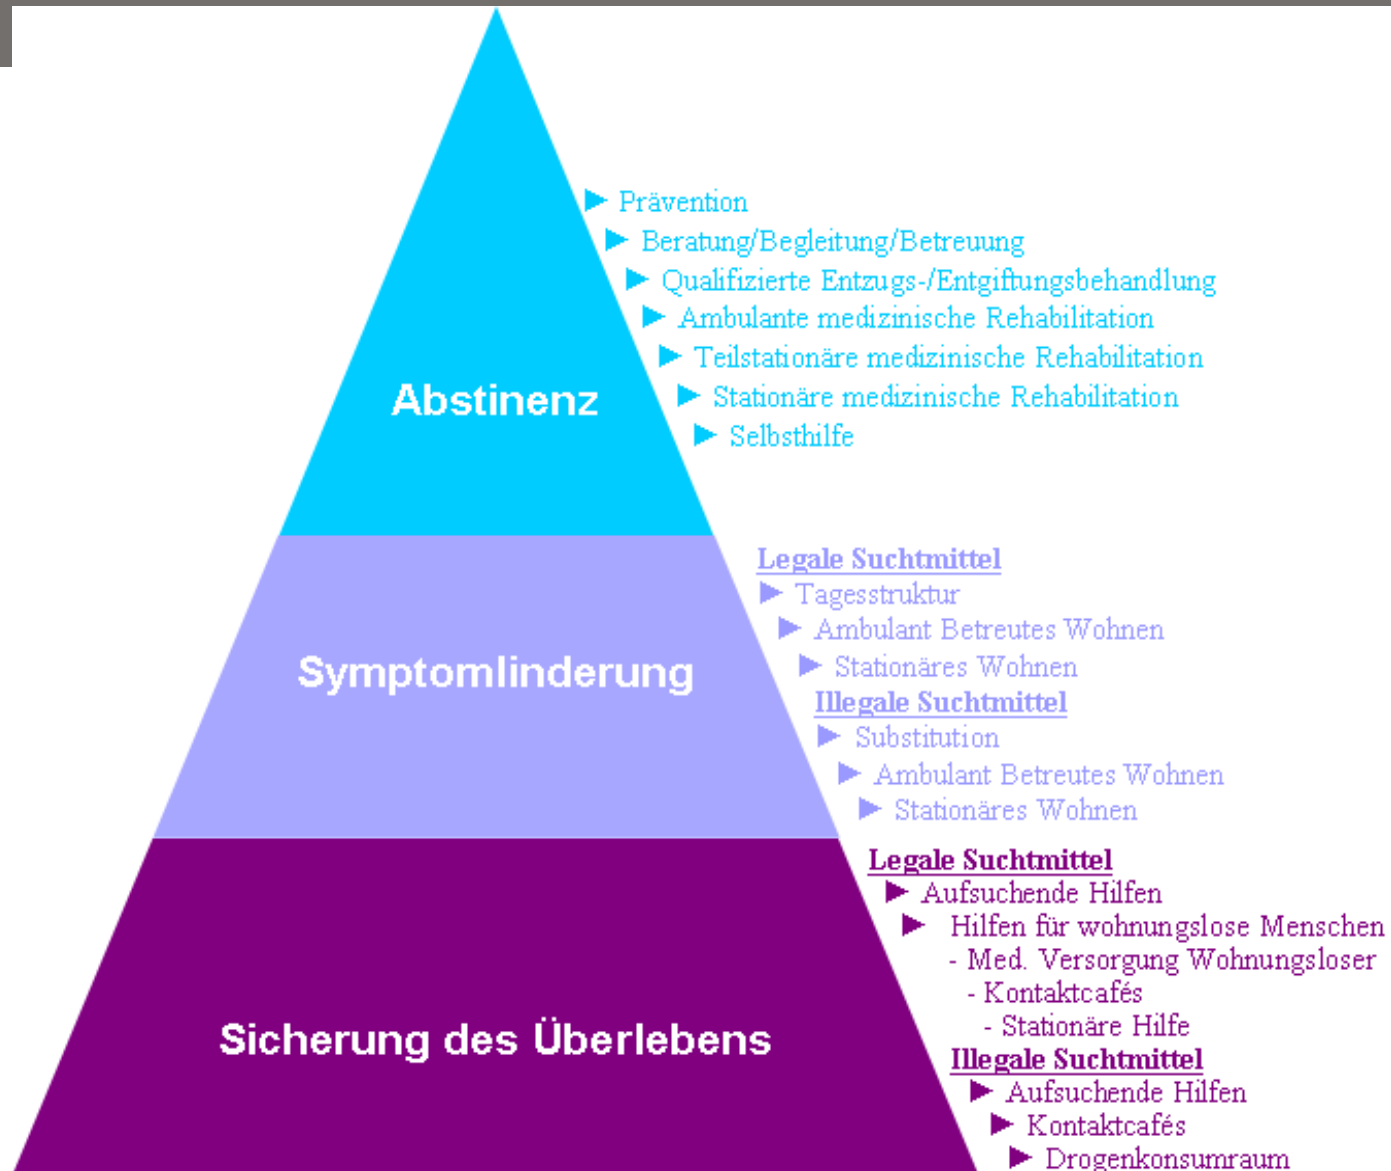 ► Prävention
► Beratung/Begleitung/Betreuung
► Qualifizierte Entzugs-/Entgiftungsbehandlung
► Ambulante medizinische Rehabilitation
► Teilstationäre medizinische Rehabilitation
Abstinenz
► Stationäre medizinische Rehabilitation
► Selbsthilfe
Legale Suchtmittel
► Tagesstruktur
► Ambulant Betreutes Wohnen
Symptomlinderung
► Stationäres Wohnen
Illegale Suchtmittel
► Substitution
► Ambulant Betreutes Wohnen
► Stationäres Wohnen
Legale Suchtmittel
► Aufsuchende Hilfen
► Hilfen für wohnungslose Menschen
- Med. Versorgung Wohnungsloser
- Kontaktcafés
- Stationäre Hilfe
Sicherung des Überlebens
Illegale Suchtmittel
► Aufsuchende Hilfen
► Kontaktcafés
► Drogenkonsumraum